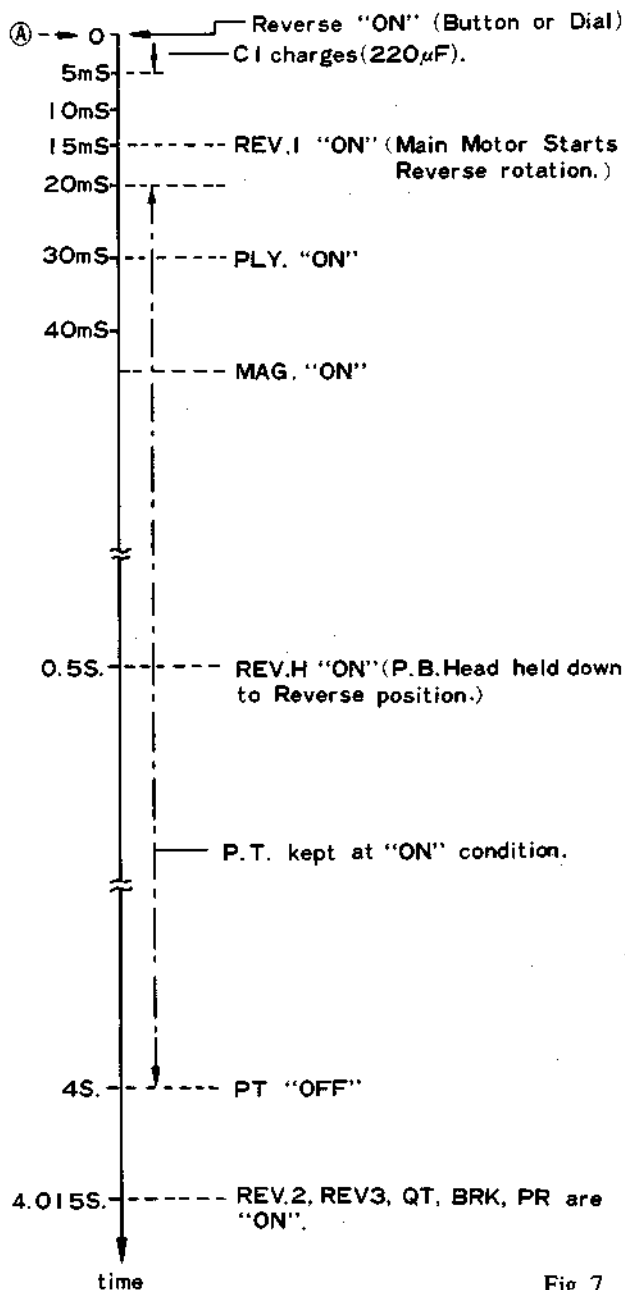 Ⓐ 0 Reverse "ON" (Button or Dial)
C1 charges(220μF).
5mS
10mS
15mS REV.1 "ON" (Main Motor Starts
Reverse rotation.)
20mS
30mS PLY. "ON"
40mS
MAG. "ON"
0.5S. REV.H "ON" (P.B.Head held down
to Reverse position.)
P.T. kept at "ON" condition.
4S. PT "OFF"
4.015S. REV.2, REV3, QT, BRK, PR are
"ON".
time
Fig. 7